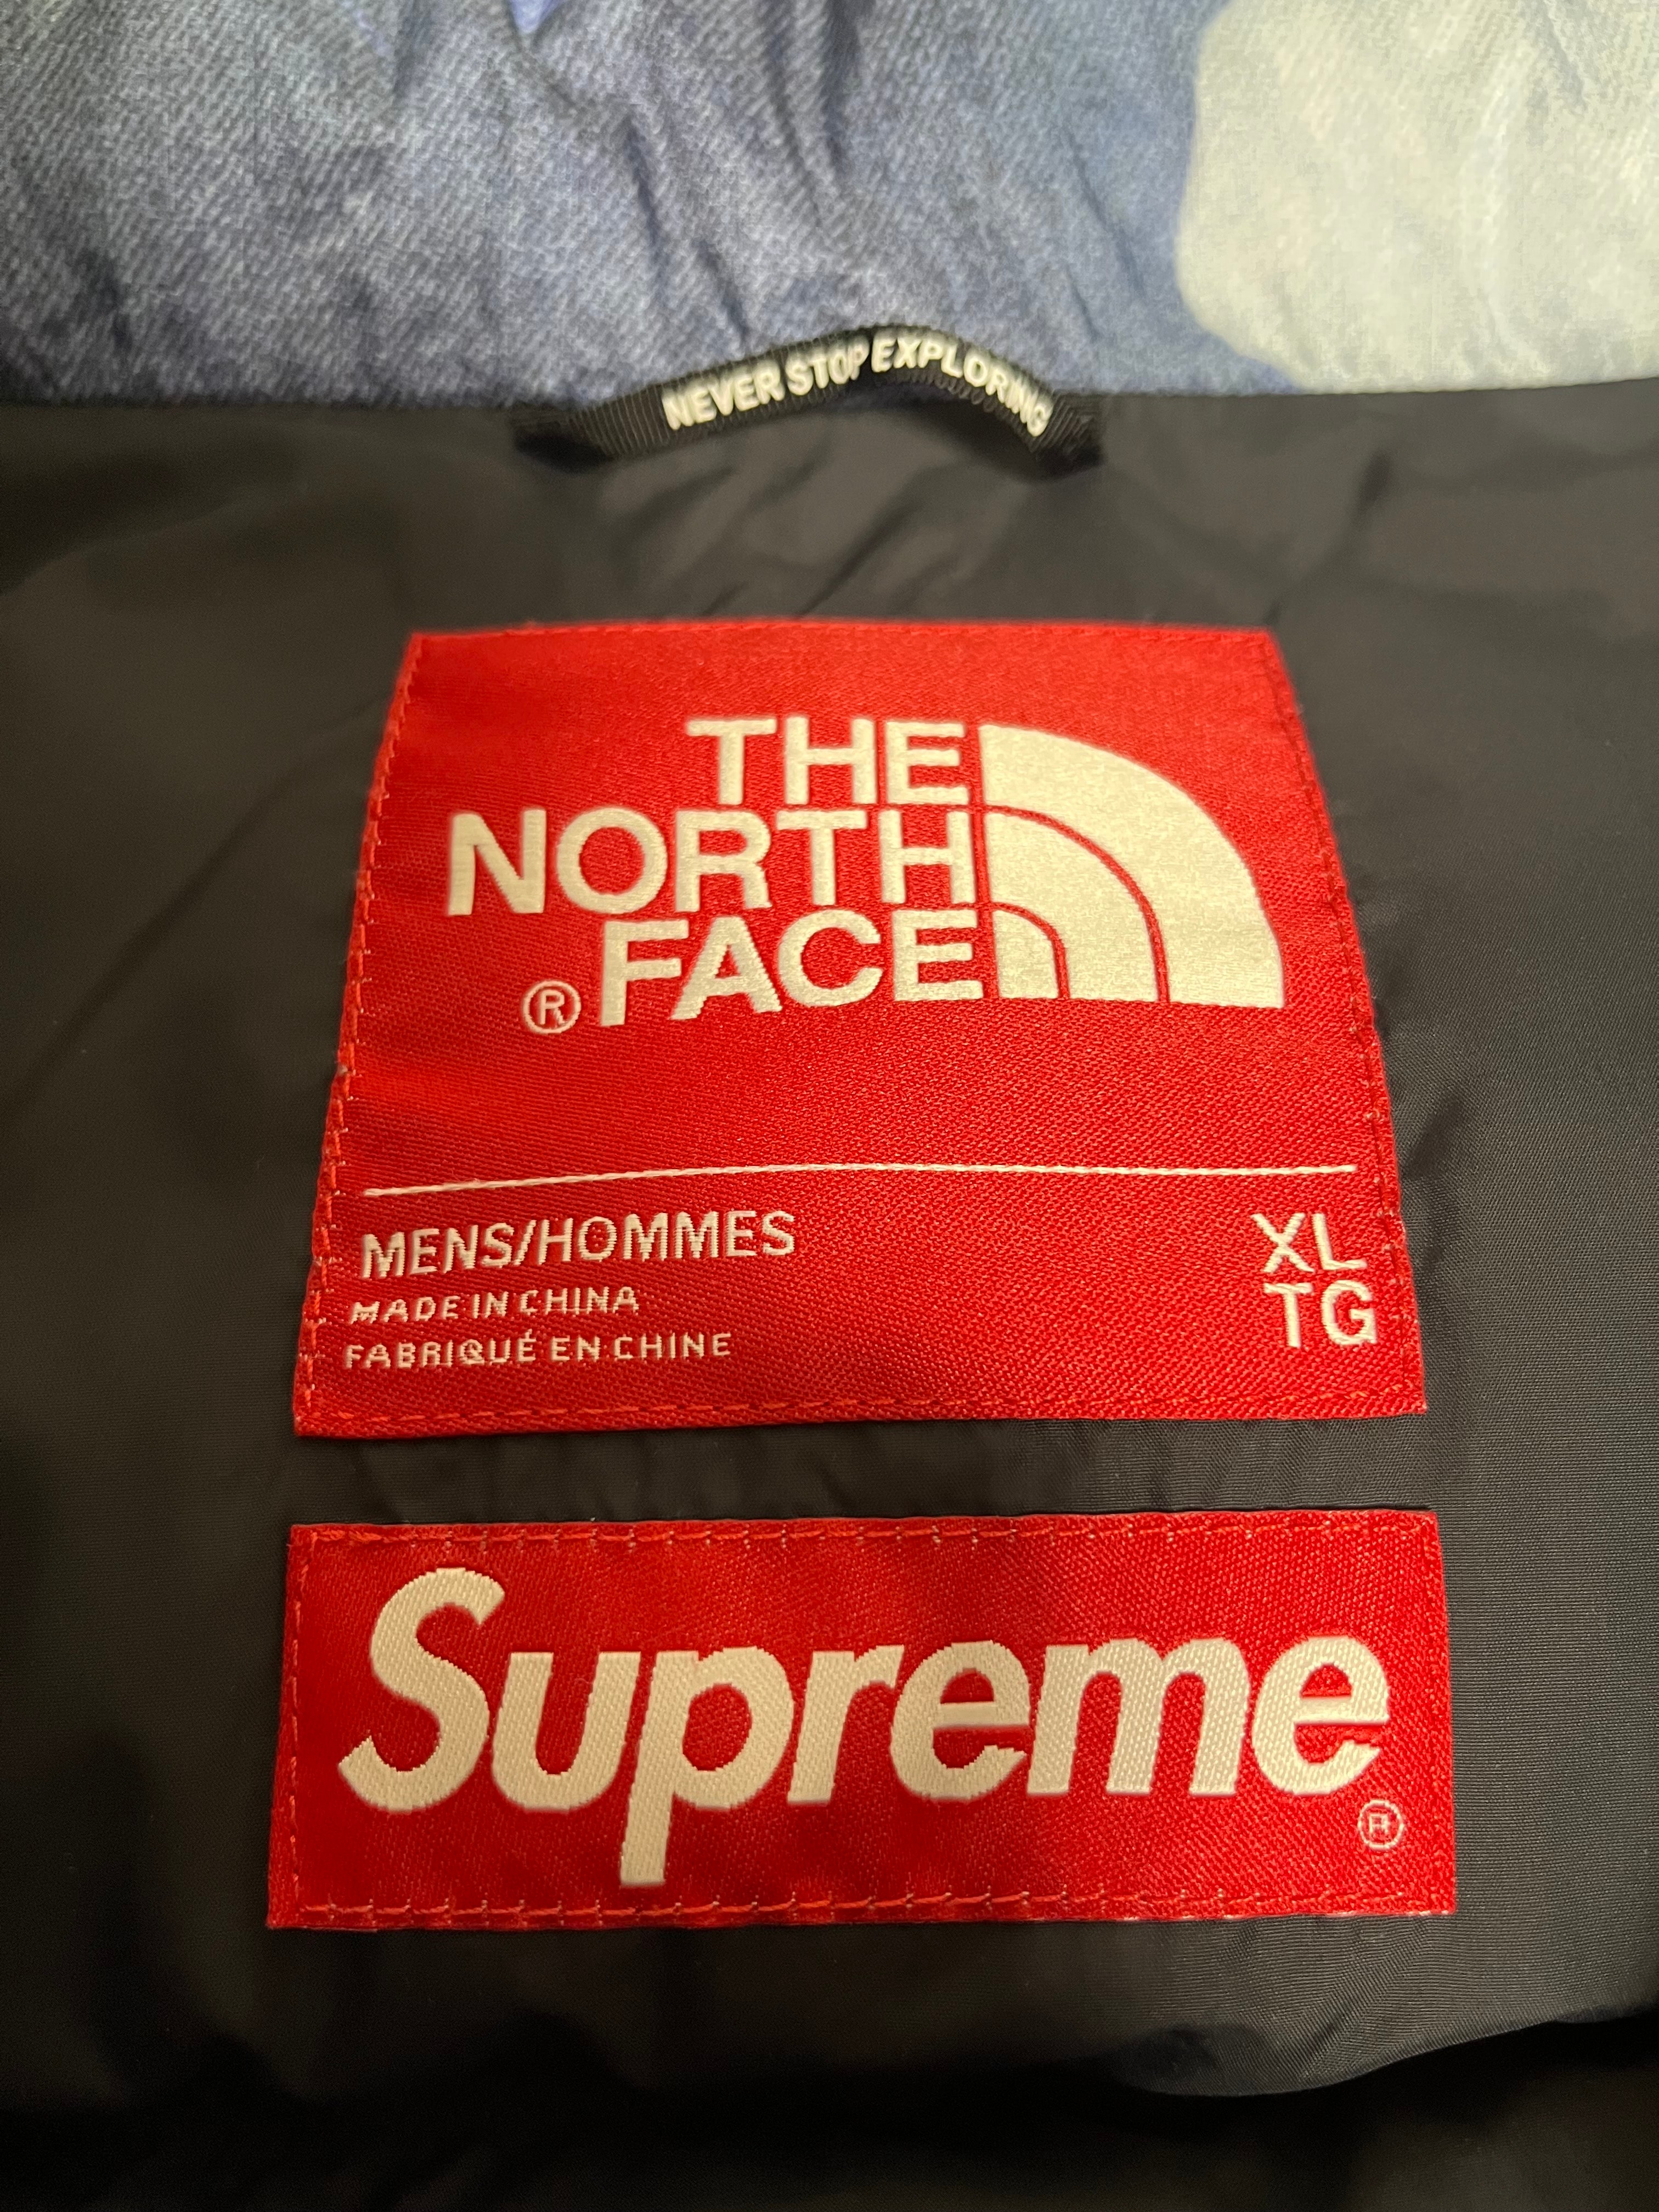 NEVER STOP EXPLORING
THE
NORTH
®FACE
MENS/HOMMES XL
MADE IN CHINA TG
FABRIQUÉ EN CHINE
Supreme®